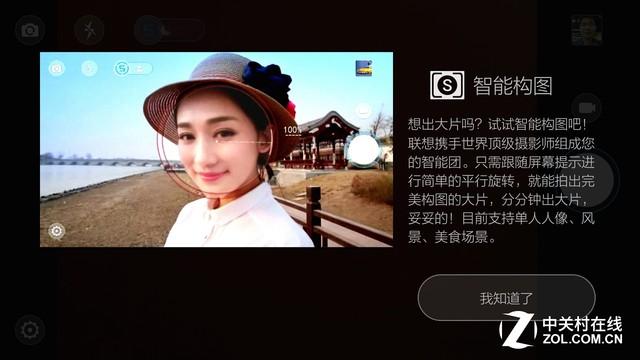 智能构图
100%
想出大片吗？试试智能构图吧！
联想携手世界顶级摄影师组成您
的智能团。只需跟随屏幕提示进
行简单的平行旋转，就能拍出完
美构图的大片，分分钟出大片，
妥妥的！目前支持单人人像、风
景、美食场景。
我知道了
中关村在线
ZOL.COM.CN